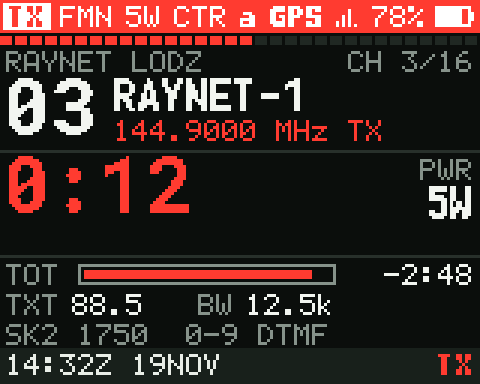 TX FMN 5W CTR a GPS 78%
RAYNET LODZ CH 3/16
03 RAYNET-1
144.9000 MHz TX
0:12 PWR
5W
TOT -2:48
TXT 88.5 BW 12.5k
SK2 1750 0-9 DTMF
14:32Z 19NOV TX